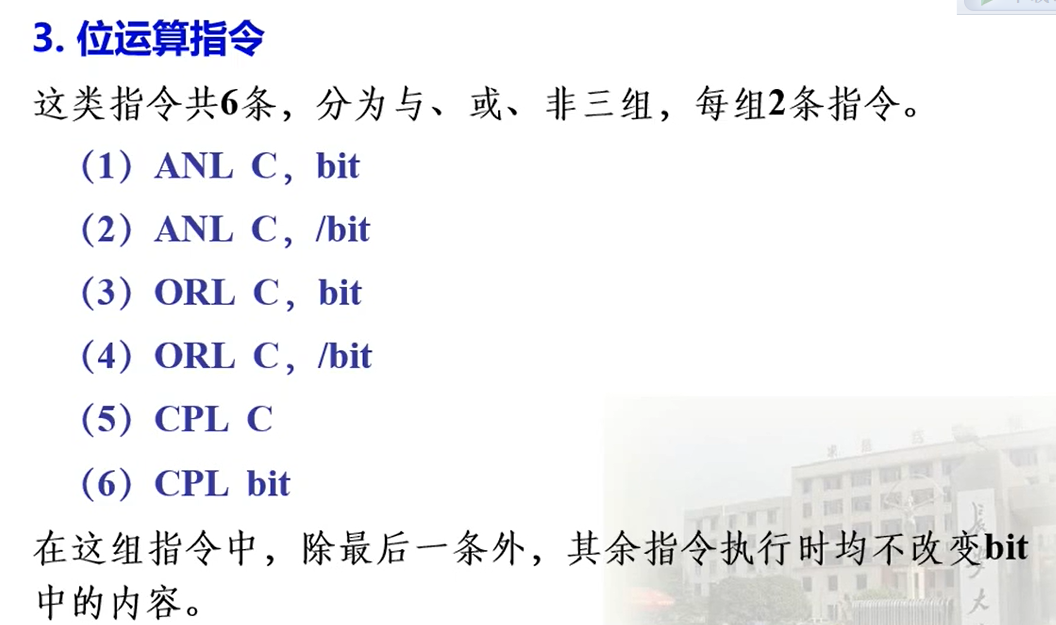 3. 位运算指令
这类指令共6条，分为与、或、非三组，每组2条指令。
（1）ANL C，bit
（2）ANL C，/bit
（3）ORL C，bit
（4）ORL C，/bit
（5）CPL C
（6）CPL bit
在这组指令中，除最后一条外，其余指令执行时均不改变bit
中的内容。